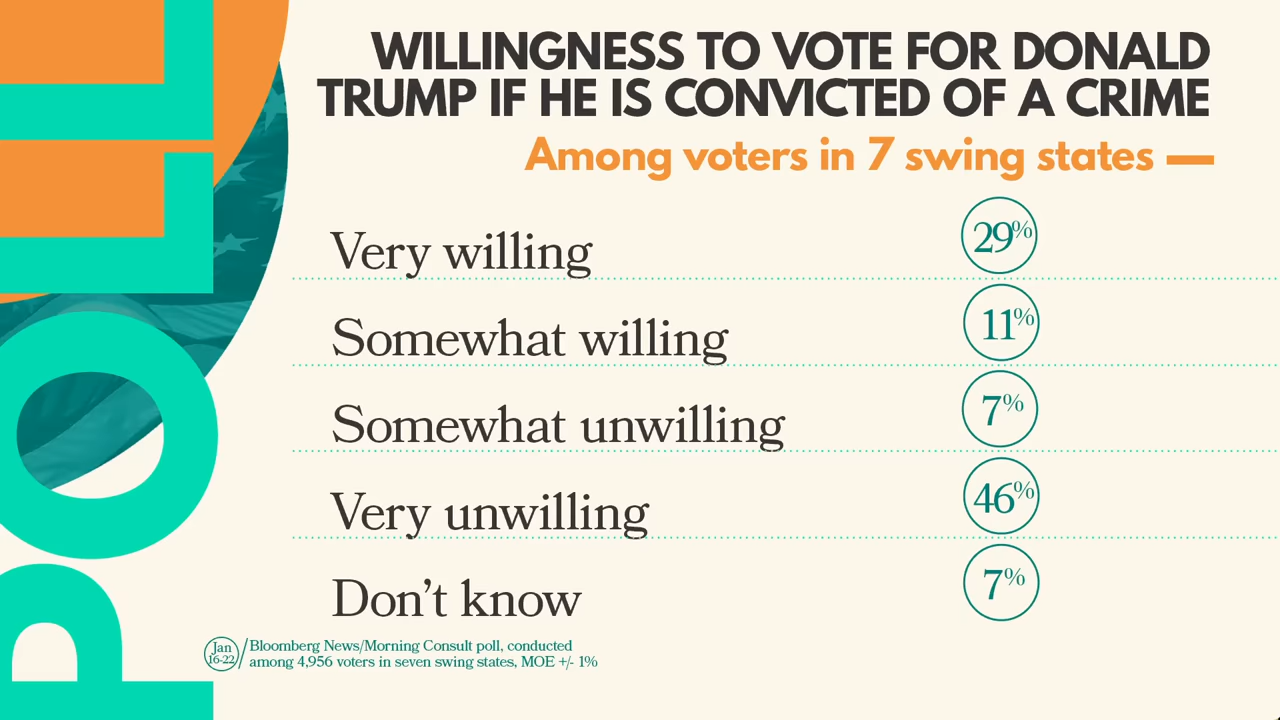 POLL
WILLINGNESS TO VOTE FOR DONALD
TRUMP IF HE IS CONVICTED OF A CRIME
Among voters in 7 swing states —
Very willing 29%
Somewhat willing 11%
Somewhat unwilling 7%
Very unwilling 46%
Don't know 7%
Jan
16-22
Bloomberg News/Morning Consult poll, conducted
among 4,956 voters in seven swing states, MOE +/- 1%